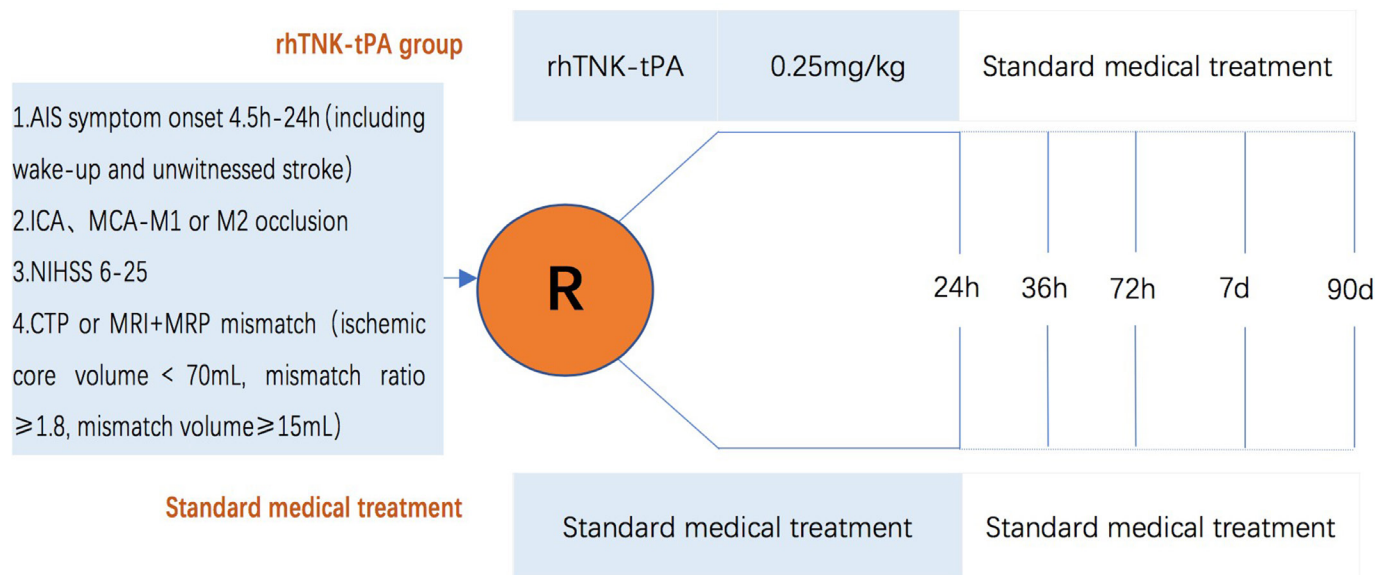 rhTNK-tPA group
rhTNK-tPA
0.25mg/kg
Standard medical treatment
1.AIS symptom onset 4.5h-24h(including
wake-up and unwitnessed stroke)
2.ICA、MCA-M1 or M2 occlusion
3.NIHSS 6-25
4.CTP or MRI+MRP mismatch (ischemic
core volume < 70mL, mismatch ratio
≥1.8, mismatch volume≥15mL)
R
24h
36h
72h
7d
90d
Standard medical treatment
Standard medical treatment
Standard medical treatment